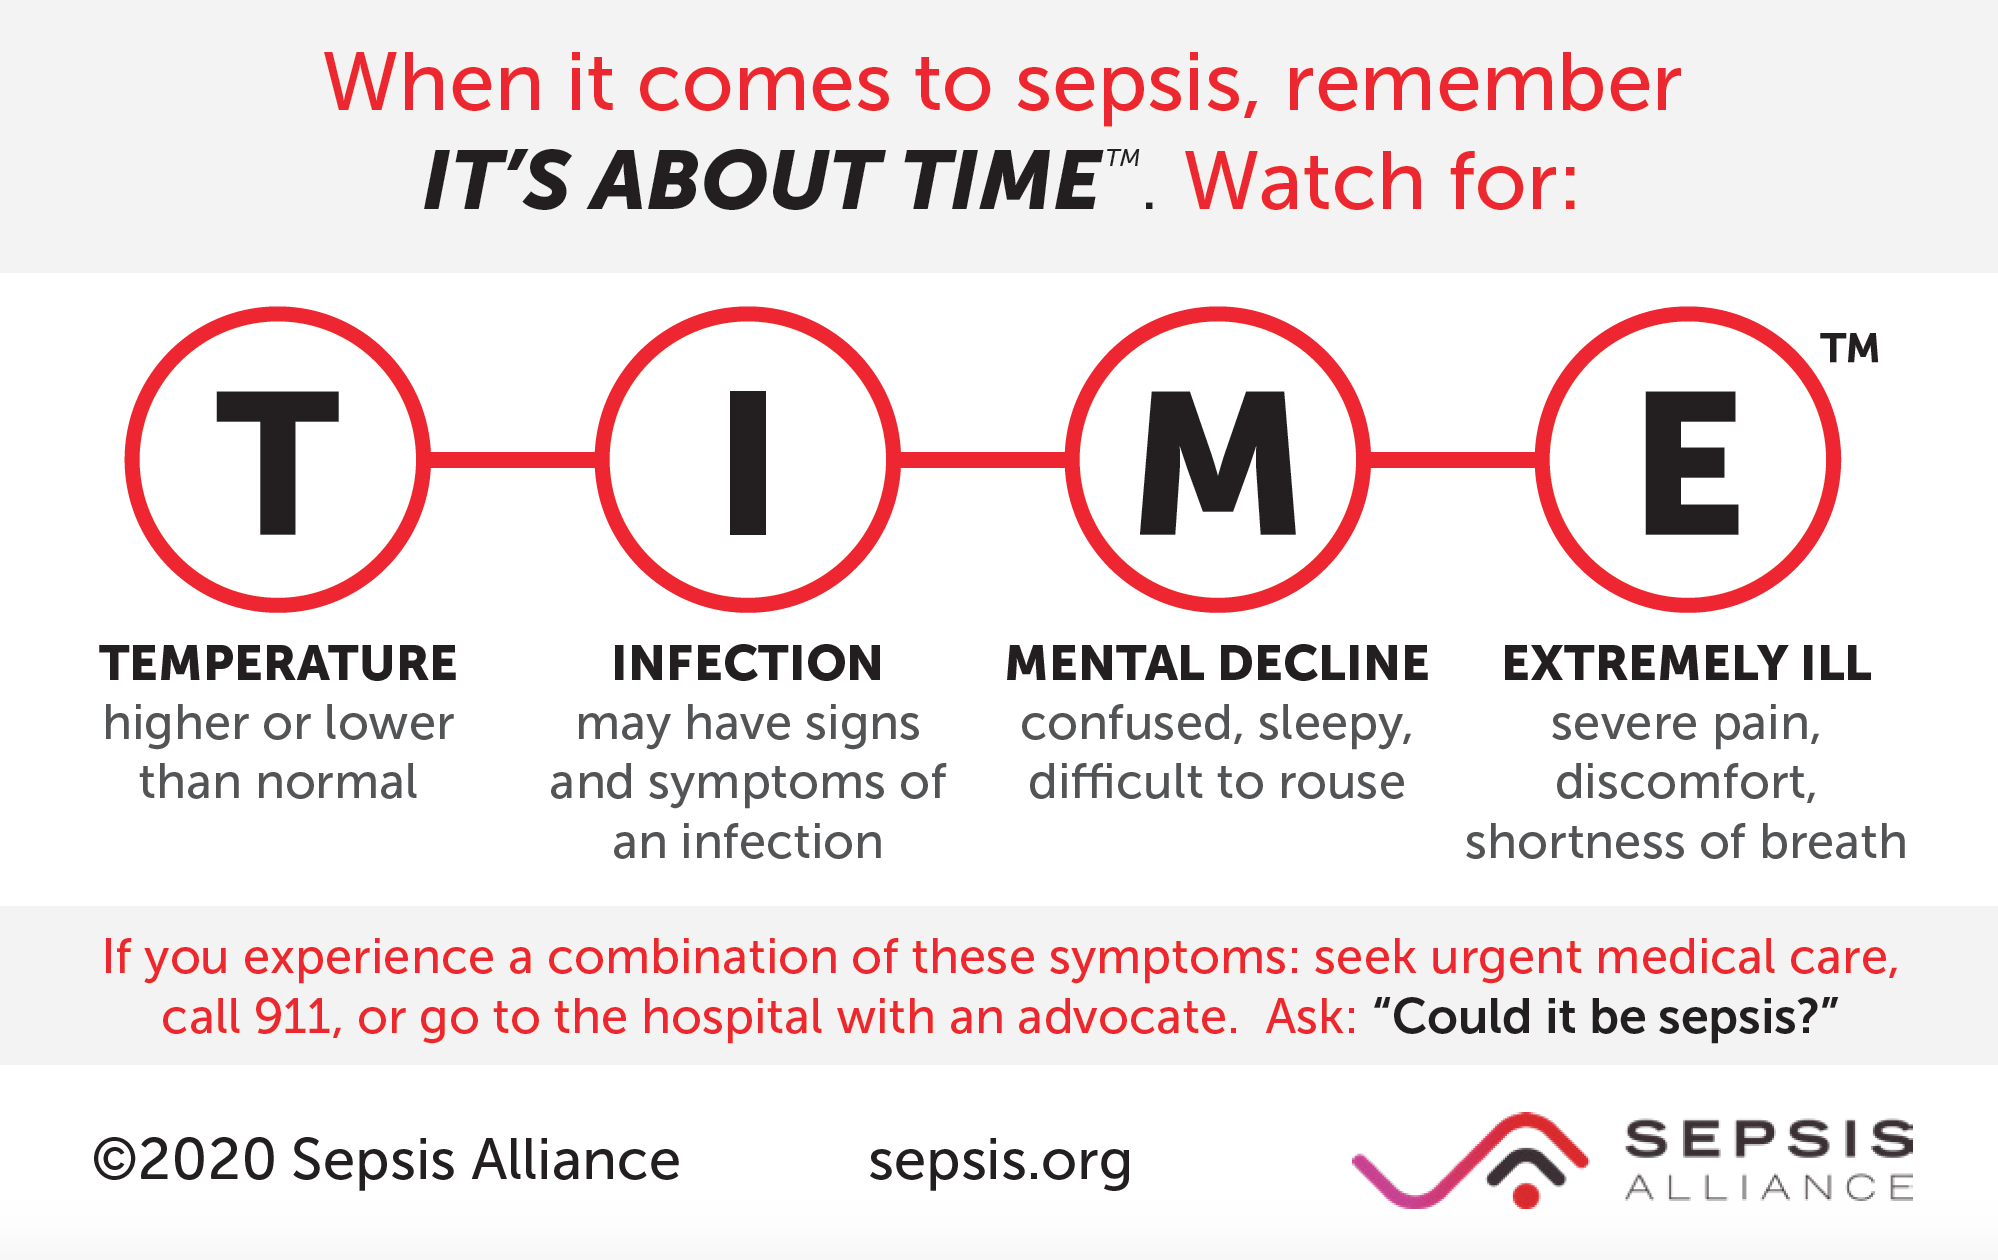 When it comes to sepsis, remember
IT’S ABOUT TIME™. Watch for:
T I M E ™
TEMPERATURE
higher or lower
than normal
INFECTION
may have signs
and symptoms of
an infection
MENTAL DECLINE
confused, sleepy,
difficult to rouse
EXTREMELY ILL
severe pain,
discomfort,
shortness of breath
If you experience a combination of these symptoms: seek urgent medical care,
call 911, or go to the hospital with an advocate. Ask: “Could it be sepsis?”
©2020 Sepsis Alliance
sepsis.org
SEPSIS
ALLIANCE